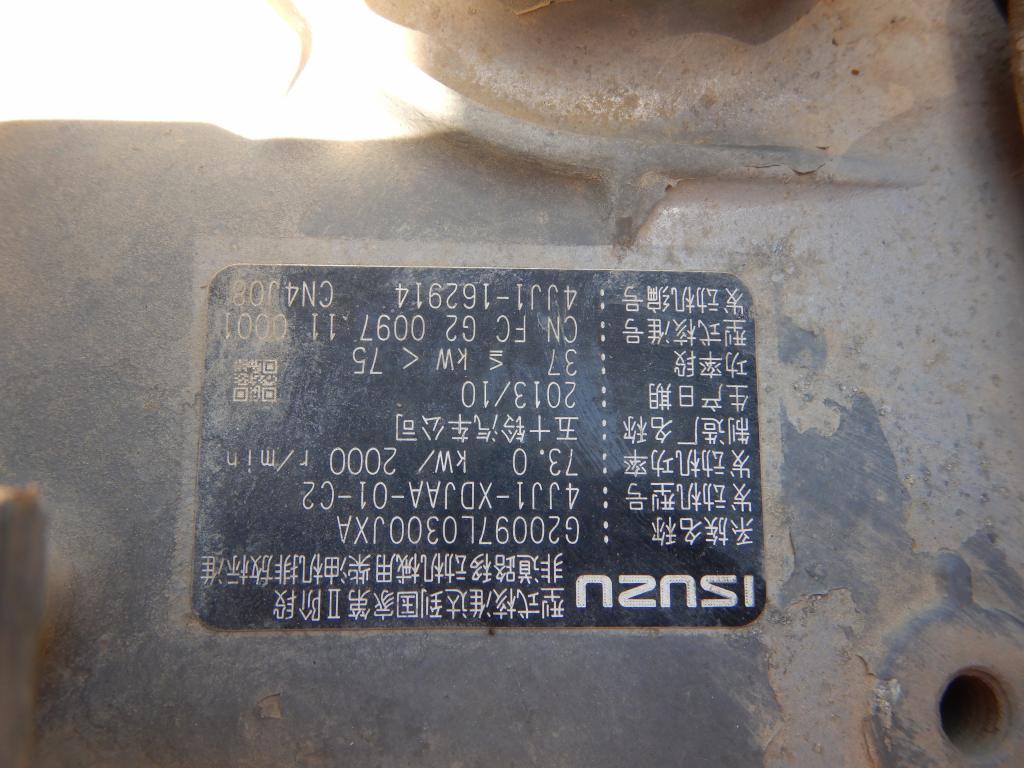 ISUZU
型式核准达到国家第Ⅱ阶段
非道路移动机械用柴油机排放标准
系族名称 : G20097L0300JXA
发动机型号 : 4JJ1-XDJAA-01-C2
发动机功率 : 73.0 kW/ 2000 r/min
制造厂名称 : 五十铃汽车公司
生产日期 : 2013/10
功率段 : 37 ≦ kW < 75
型式核准号 : CN FC G2 0097 11 0001
发动机编号 : 4JJ1-162914 CN4J08